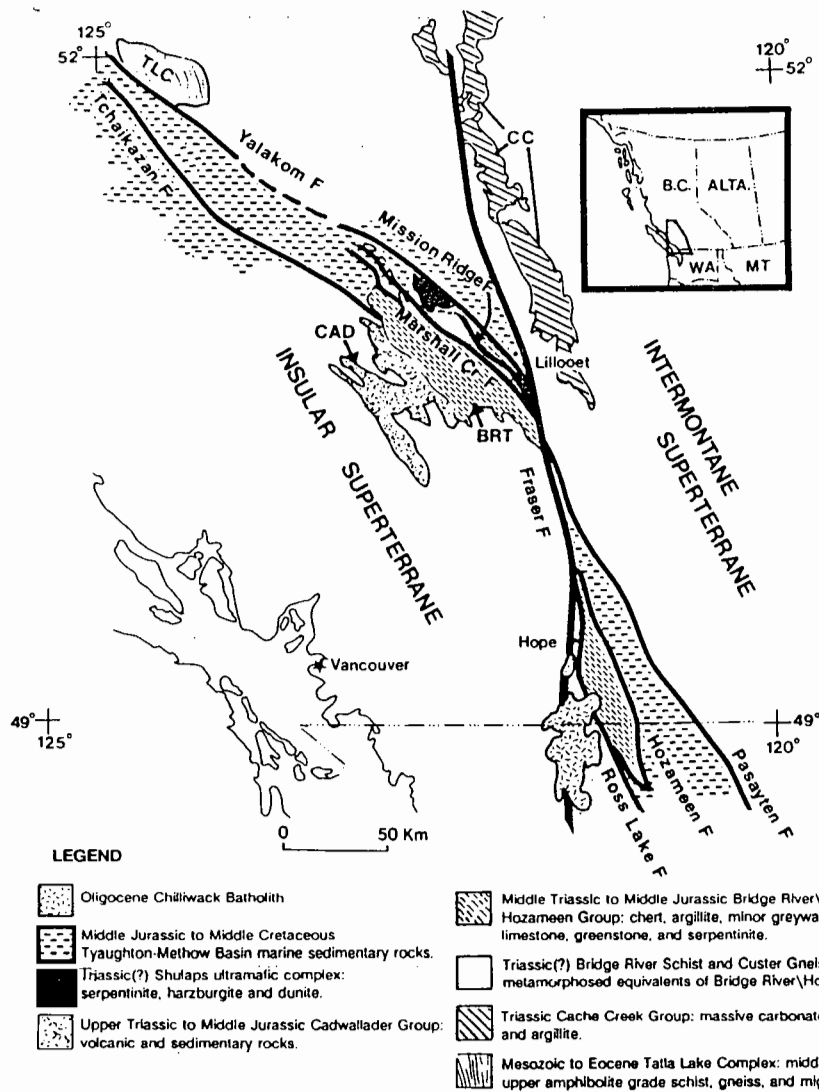 125°
52°
TLC
120°
52°
Tchaikazan F
Yalakom F
CC
B.C.
ALTA.
WA
MT
Mission Ridge F
Marshall Cr. F
CAD
BRT
Lillooet
INSULAR
SUPERTERRANE
INTERMONTANE
SUPERTERRANE
Fraser F
Hope
Vancouver
49°
125°
49°
120°
Ross Lake F
Hozameen F
Pasayten F
0 50 Km
LEGEND
Oligocene Chilliwack Batholith
Middle Jurassic to Middle Cretaceous
Tyaughton-Methow Basin marine sedimentary rocks.
Triassic(?) Shulaps ultramafic complex:
serpentinite, harzburgite and dunite.
Upper Triassic to Middle Jurassic Cadwallader Group:
volcanic and sedimentary rocks.
Middle Triassic to Middle Jurassic Bridge River\
Hozameen Group: chert, argillite, minor greywa
limestone, greenstone, and serpentinite.
Triassic(?) Bridge River Schist and Custer Gneis
metamorphosed equivalents of Bridge River\Ho
Triassic Cache Creek Group: massive carbonat
and argillite.
Mesozoic to Eocene Tatla Lake Complex: midd
upper amphibolite grade schist, gneiss, and mi